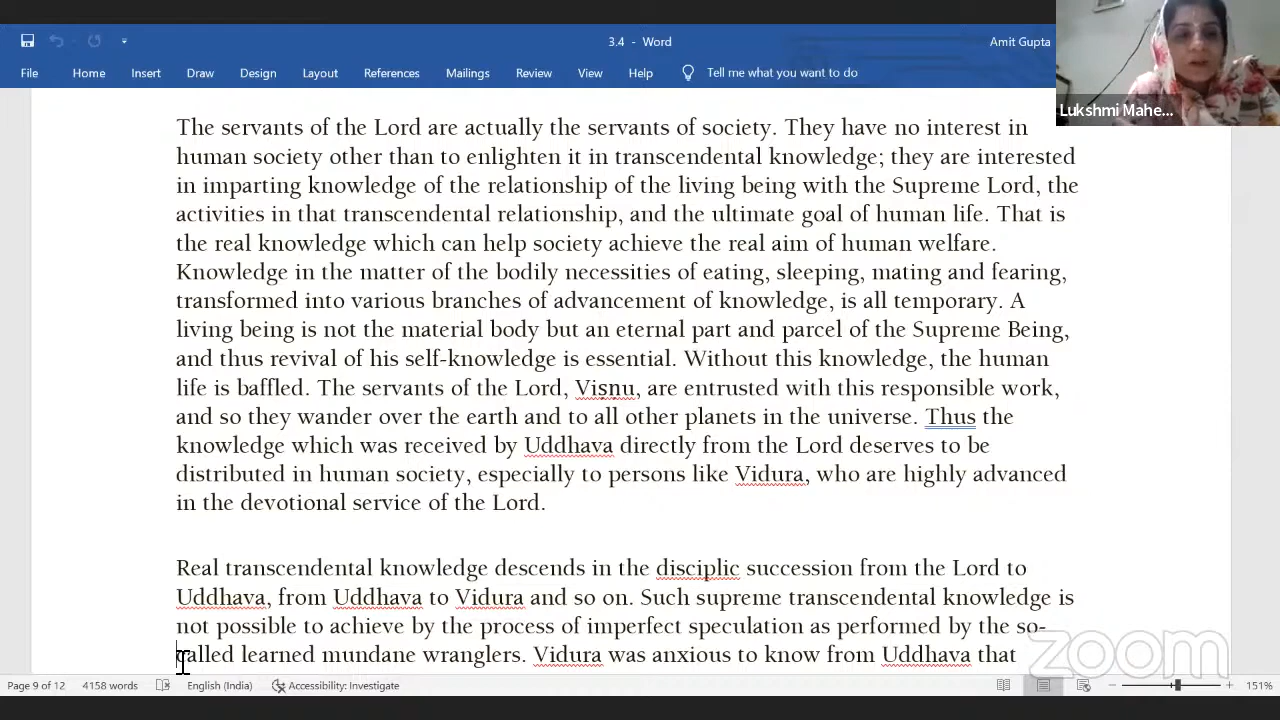 3.4 - Word
Amit Gupta
File Home Insert Draw Design Layout References Mailings Review View Help Tell me what you want to do
Lukshmi Mahe...
The servants of the Lord are actually the servants of society. They have no interest in
human society other than to enlighten it in transcendental knowledge; they are interested
in imparting knowledge of the relationship of the living being with the Supreme Lord, the
activities in that transcendental relationship, and the ultimate goal of human life. That is
the real knowledge which can help society achieve the real aim of human welfare.
Knowledge in the matter of the bodily necessities of eating, sleeping, mating and fearing,
transformed into various branches of advancement of knowledge, is all temporary. A
living being is not the material body but an eternal part and parcel of the Supreme Being,
and thus revival of his self-knowledge is essential. Without this knowledge, the human
life is baffled. The servants of the Lord, Viṣṇu, are entrusted with this responsible work,
and so they wander over the earth and to all other planets in the universe. Thus the
knowledge which was received by Uddhava directly from the Lord deserves to be
distributed in human society, especially to persons like Vidura, who are highly advanced
in the devotional service of the Lord.
Real transcendental knowledge descends in the disciplic succession from the Lord to
Uddhava, from Uddhava to Vidura and so on. Such supreme transcendental knowledge is
not possible to achieve by the process of imperfect speculation as performed by the so-
called learned mundane wranglers. Vidura was anxious to know from Uddhava that
zoom
Page 9 of 12 4158 words English (India) Accessibility: Investigate 151%